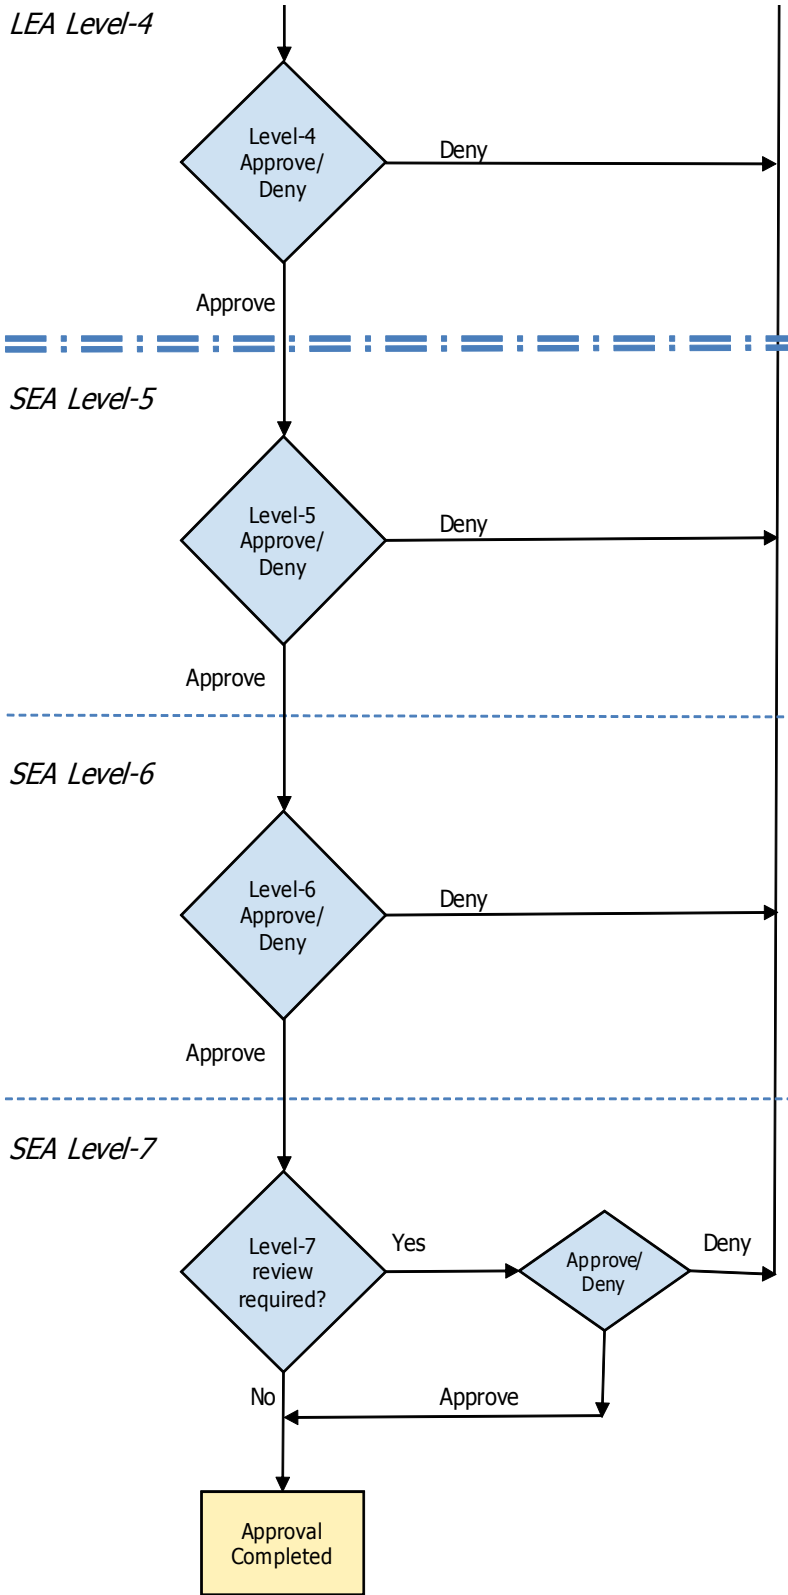 LEA Level-4
Level-4
Approve/
Deny
Deny
Approve
SEA Level-5
Level-5
Approve/
Deny
Deny
Approve
SEA Level-6
Level-6
Approve/
Deny
Deny
Approve
SEA Level-7
Level-7
review
required?
Yes
Approve/
Deny
Deny
No
Approve
Approval
Completed